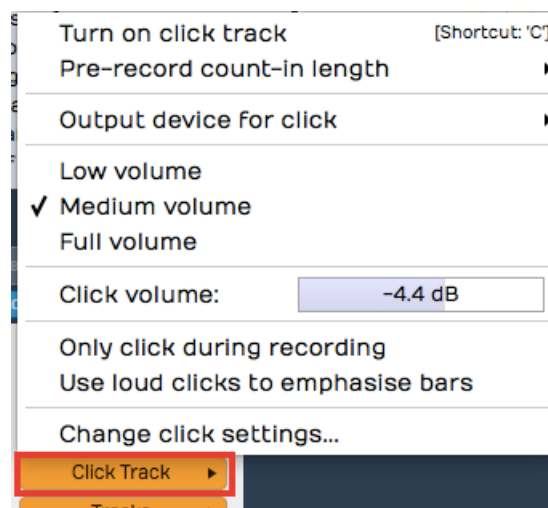 Turn on click track [Shortcut: 'C']
Pre-record count-in length
Output device for click
Low volume
✓ Medium volume
Full volume
Click volume: -4.4 dB
Only click during recording
Use loud clicks to emphasise bars
Change click settings...
Click Track
Tracks